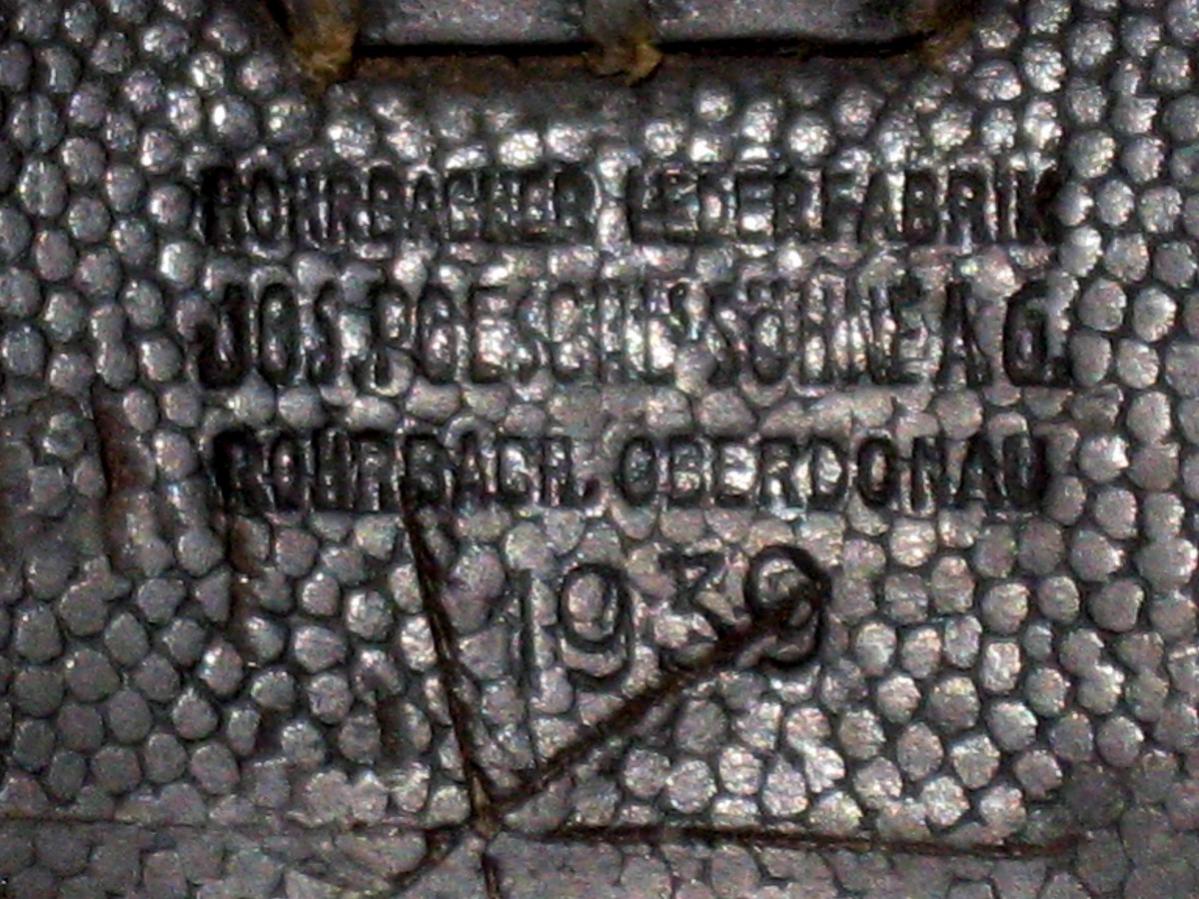 ROHRBACHER LEDERFABRIK
JOS. POESCHL'S SÖHNE A.G.
ROHRBACH, OBERDONAU
1939